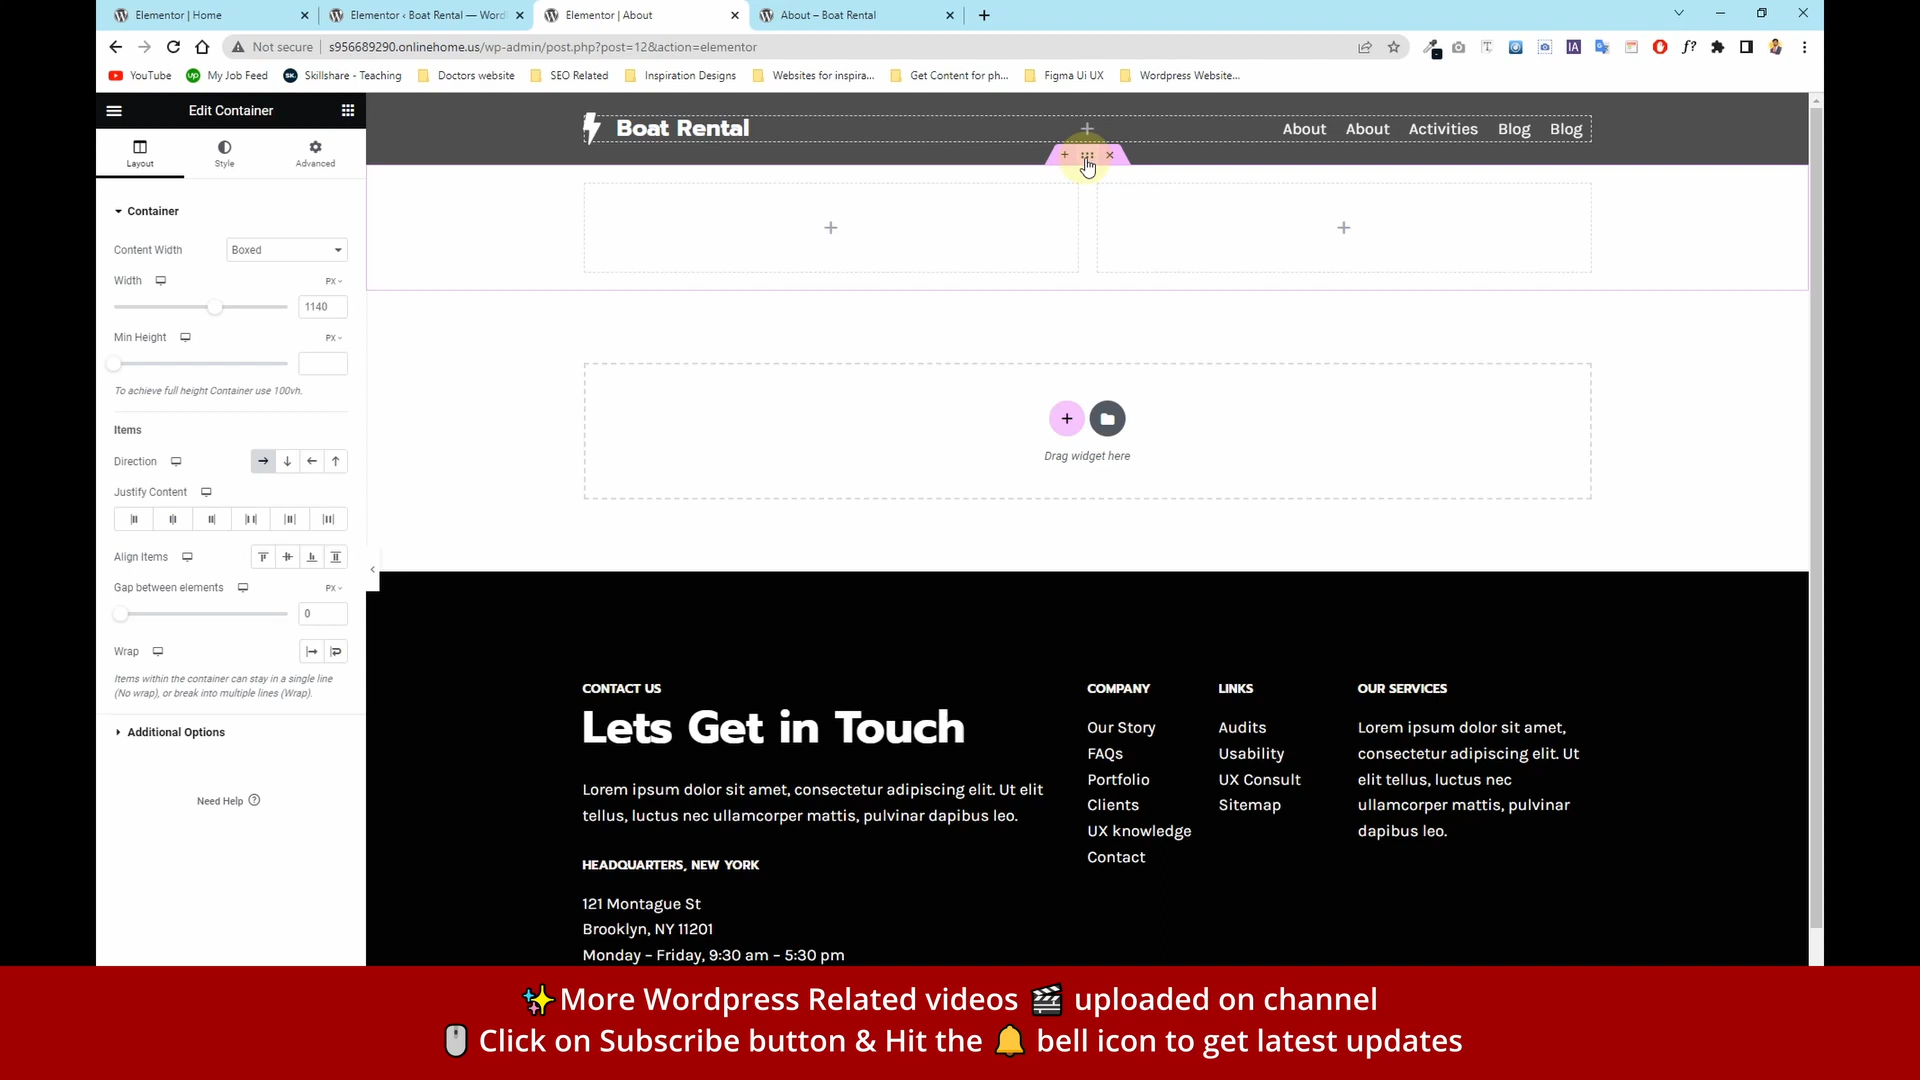 Elementor | Home
Elementor ‹ Boat Rental — Word
Elementor | About
About – Boat Rental
Not secure
s956689290.onlinehome.us/wp-admin/post.php?post=12&action=elementor
YouTube
My Job Feed
Skillshare - Teaching
Doctors website
SEO Related
Inspiration Designs
Websites for inspira...
Get Content for ph...
Figma Ui UX
Wordpress Website...
Edit Container
Layout
Style
Advanced
Container
Content Width
Boxed
Width
PX
1140
Min Height
PX
To achieve full height Container use 100vh.
Items
Direction
Justify Content
Align Items
Gap between elements
PX
0
Wrap
Items within the container can stay in a single line
(No wrap), or break into multiple lines (Wrap).
Additional Options
Need Help
Boat Rental
About About Activities Blog Blog
Drag widget here
CONTACT US
Lets Get in Touch
Lorem ipsum dolor sit amet, consectetur adipiscing elit. Ut elit
tellus, luctus nec ullamcorper mattis, pulvinar dapibus leo.
HEADQUARTERS, NEW YORK
121 Montague St
Brooklyn, NY 11201
Monday – Friday, 9:30 am – 5:30 pm
COMPANY
Our Story
FAQs
Portfolio
Clients
UX knowledge
Contact
LINKS
Audits
Usability
UX Consult
Sitemap
OUR SERVICES
Lorem ipsum dolor sit amet,
consectetur adipiscing elit. Ut
elit tellus, luctus nec
ullamcorper mattis, pulvinar
dapibus leo.
✨More Wordpress Related videos 🎬 uploaded on channel
🖱️ Click on Subscribe button & Hit the 🔔 bell icon to get latest updates